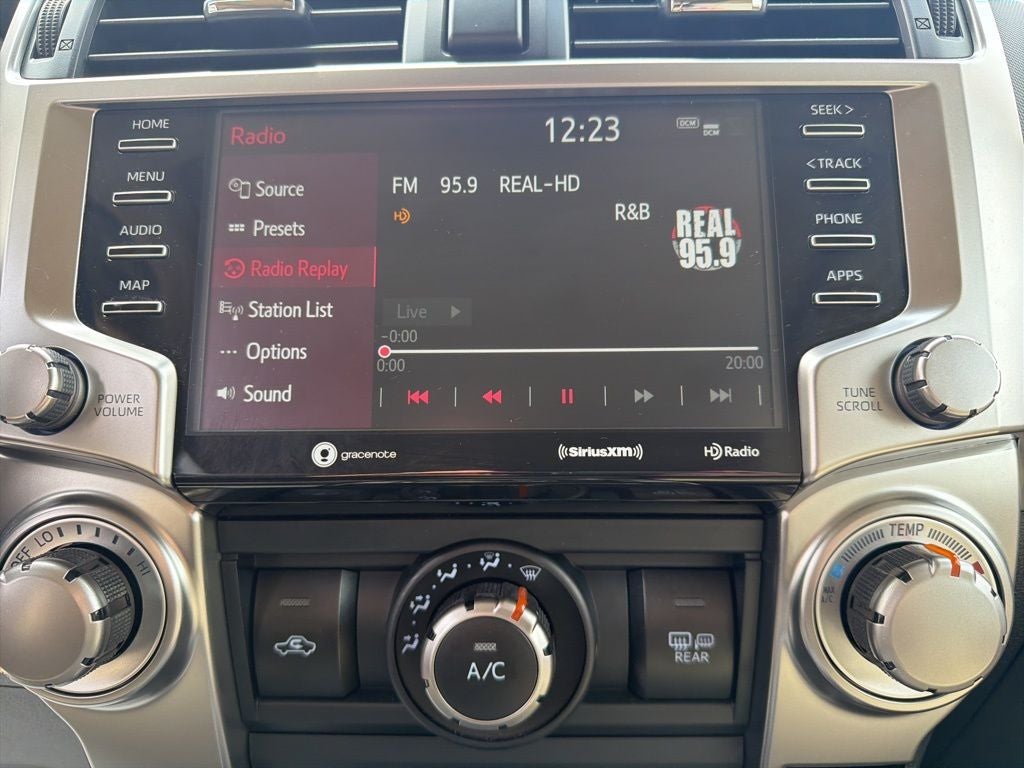 HOME
MENU
AUDIO
MAP
POWER
VOLUME
Radio
12:23
DCM
DCM
Source
Presets
Radio Replay
Station List
Options
Sound
FM 95.9 REAL-HD
HD
R&B
REAL
95.9
Live
-0:00
0:00
20:00
SEEK >
< TRACK
PHONE
APPS
TUNE
SCROLL
gracenote
((SiriusXM))
HD Radio
OFF LO
HI
A/C
REAR
TEMP
MAX
A/C